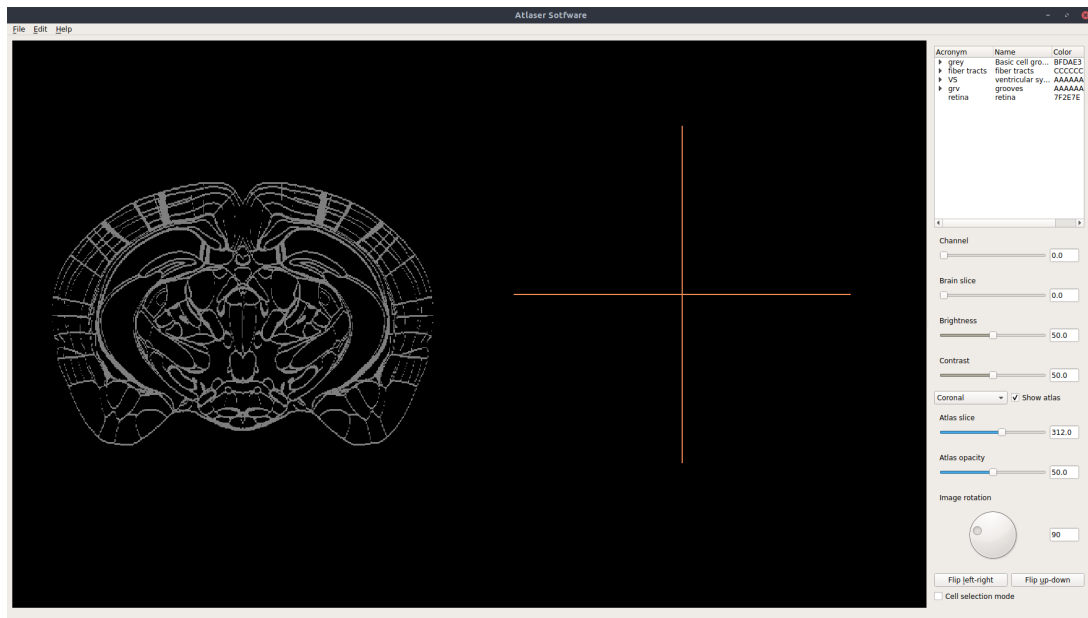 Atlaser Sotfware
File Edit Help
Acronym Name Color
grey Basic cell gro... BFDAE3
fiber tracts fiber tracts CCCCCC
VS ventricular sy... AAAAAA
grv grooves AAAAAA
retina retina 7F2E7E
Channel
0.0
Brain slice
0.0
Brightness
50.0
Contrast
50.0
Coronal Show atlas
Atlas slice
312.0
Atlas opacity
50.0
Image rotation
90
Flip left-right Flip up-down
Cell selection mode